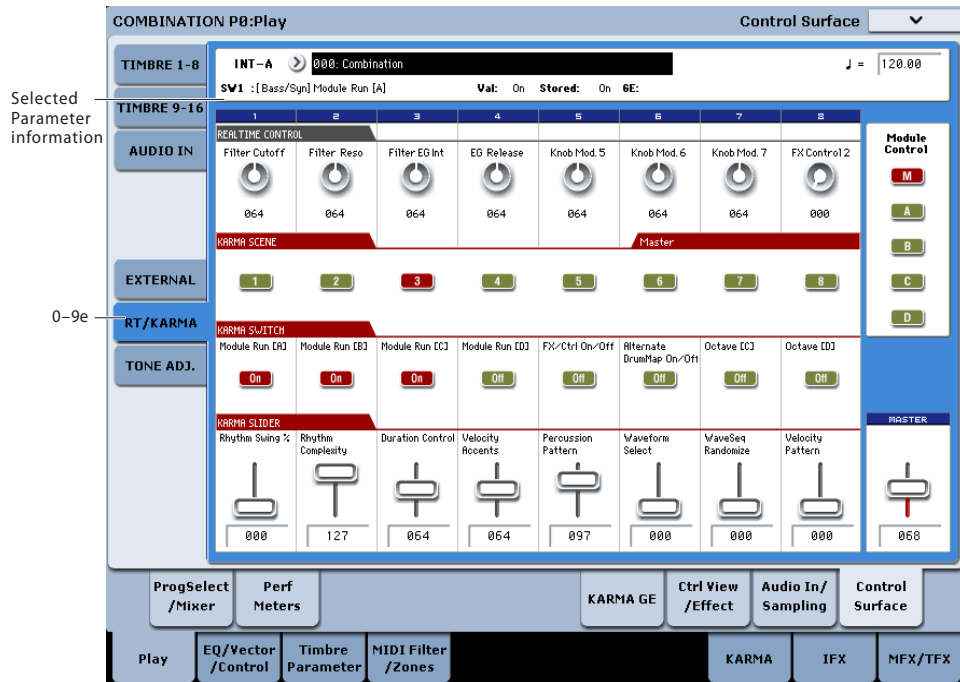 COMBINATION P0:Play
Control Surface
TIMBRE 1-8
TIMBRE 9-16
AUDIO IN
EXTERNAL
RT/KARMA
TONE ADJ.
Selected
Parameter
information
0–9e
INT-A
000: Combination
♩ = 120.00
SW1 :[Bass/Syn] Module Run [A] Val: On Stored: On GE:
1 2 3 4 5 6 7 8
REALTIME CONTROL
Filter Cutoff Filter Reso Filter EG Int EG Release Knob Mod. 5 Knob Mod. 6 Knob Mod. 7 FX Control 2
064 064 064 064 064 064 064 000
KARMA SCENE
Master
1 2 3 4 5 6 7 8
KARMA SWITCH
Module Run [A] Module Run [B] Module Run [C] Module Run [D] FX/Ctrl On/Off Alternate Octave [C] Octave [D]
DrumMap On/Off
On On On Off Off Off Off Off
KARMA SLIDER
Rhythm Swing % Rhythm Duration Control Velocity Percussion Waveform WaveSeq Velocity
Complexity Accents Pattern Select Randomize Pattern
000 127 064 064 097 000 000 000
Module
Control
M
A
B
C
D
MASTER
068
ProgSelect
/Mixer
Perf
Meters
KARMA GE
Ctrl View
/Effect
Audio In/
Sampling
Control
Surface
Play
EQ/Vector
/Control
Timbre
Parameter
MIDI Filter
/Zones
KARMA
IFX
MFX/TFX